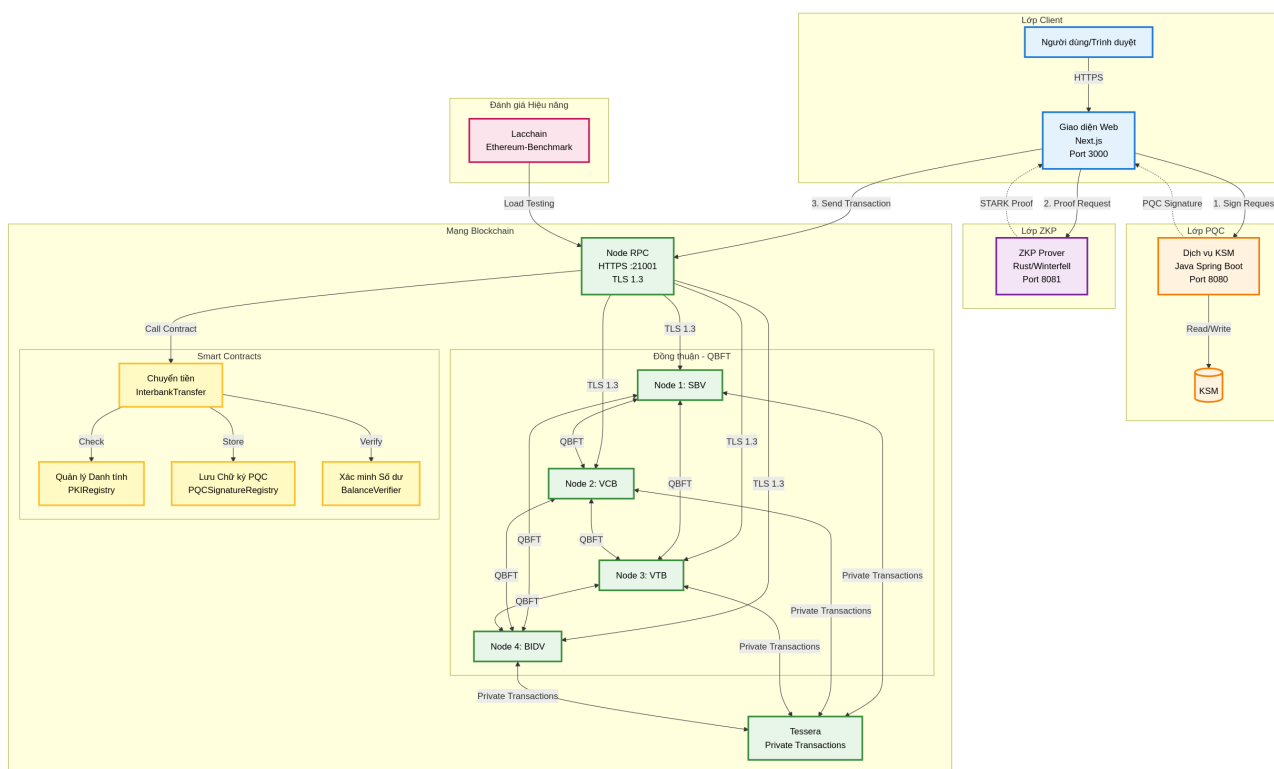 Lớp Client
Người dùng/Trình duyệt
HTTPS
Giao diện Web
Next.js
Port 3000
Đánh giá Hiệu năng
Lacchain
Ethereum-Benchmark
Load Testing
3. Send Transaction
STARK Proof
2. Proof Request
PQC Signature
1. Sign Reques
Mạng Blockchain
Lớp ZKP
Lớp PQC
Node RPC
HTTPS :21001
TLS 1.3
ZKP Prover
Rust/Winterfell
Port 8081
Dịch vụ KSM
Java Spring Boot
Port 8080
Call Contract
TLS 1.3
Read/Write
Smart Contracts
Đồng thuận - QBFT
Chuyển tiền
InterbankTransfer
Node 1: SBV
TLS 1.3
KSM
Check
Store
Verify
QBFT
TLS 1.3
Quản lý Danh tính
PKIRegistry
Lưu Chữ ký PQC
PQCSignatureRegistry
Xác minh Số dư
BalanceVerifier
Node 2: VCB
QBFT
TLS 1.3
QBFT
QBFT
QBFT
Node 3: VTB
Private Transactions
QBFT
Private Transactions
Node 4: BIDV
Private Transactions
Private Transactions
Tessera
Private Transactions